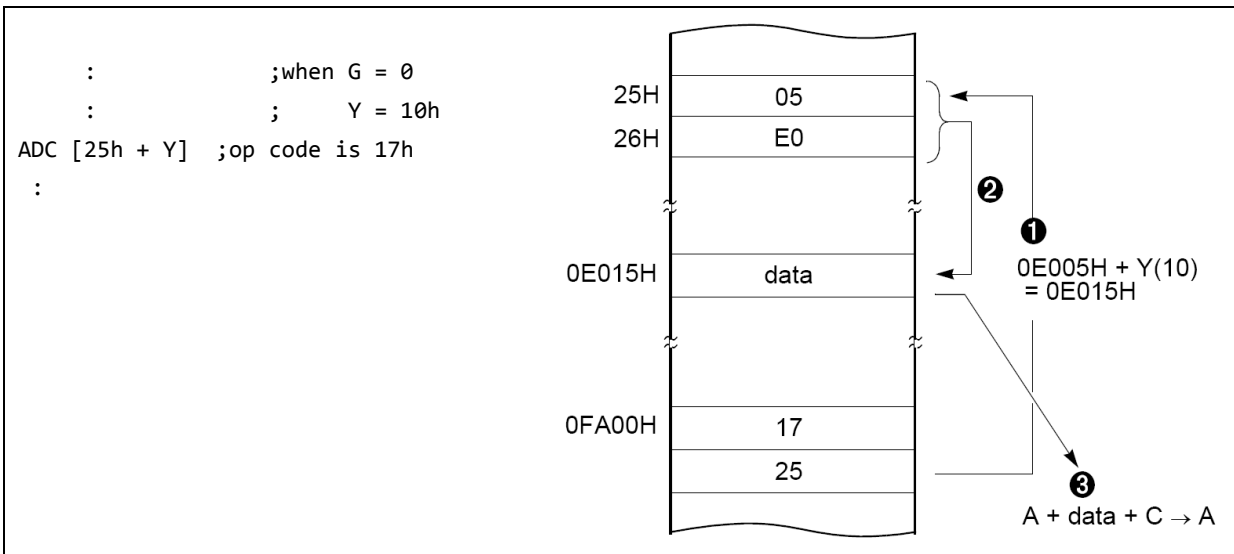 :               ;when G = 0
:               ;     Y = 10h
ADC [25h + Y]  ;op code is 17h
:
25H
05
26H
E0
❷
❶
0E005H + Y(10)
= 0E015H
0E015H
data
0FA00H
17
25
❸
A + data + C → A